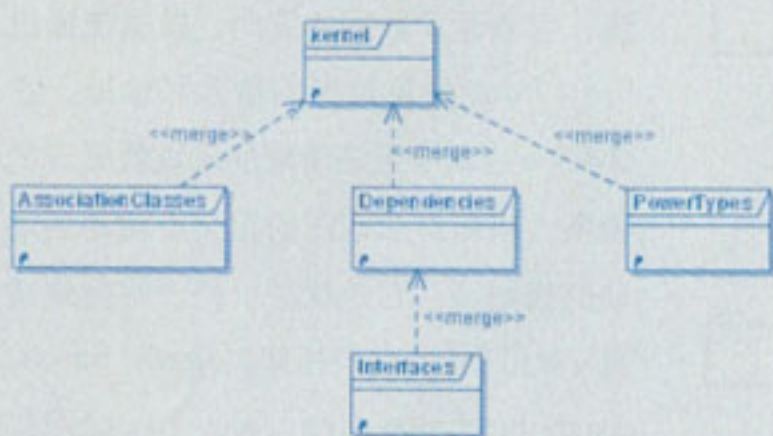 kernel
<<merge>>
<<merge>>
<<merge>>
AssociationClasses
Dependencies
PowerTypes
<<merge>>
Interfaces